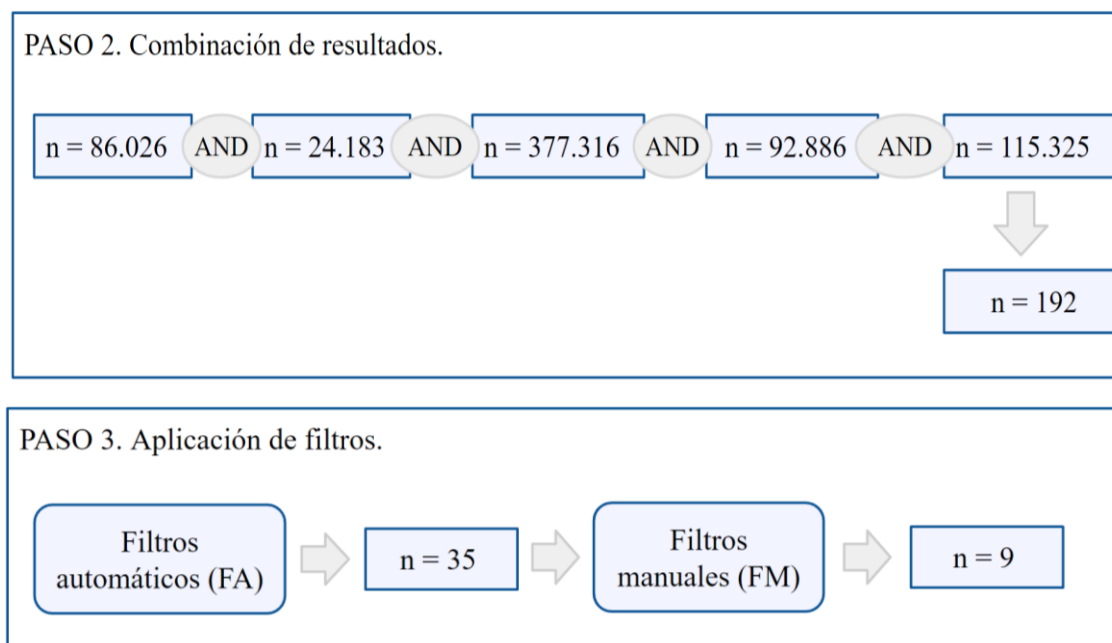 PASO 2. Combinación de resultados.
n = 86.026 AND n = 24.183 AND n = 377.316 AND n = 92.886 AND n = 115.325
n = 192
PASO 3. Aplicación de filtros.
Filtros
automáticos (FA)
n = 35
Filtros
manuales (FM)
n = 9